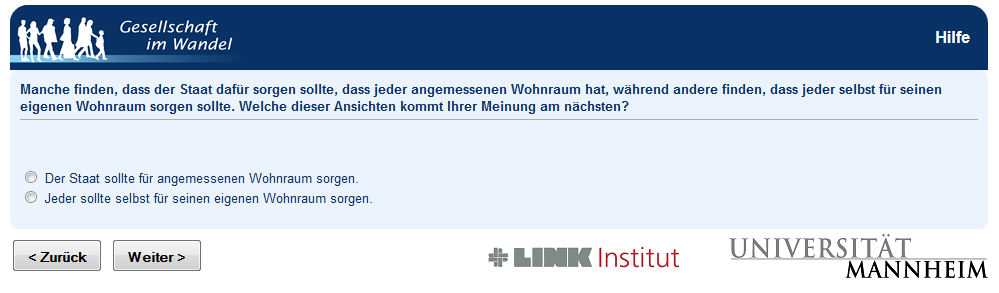 Gesellschaft
im Wandel
Hilfe
Manche finden, dass der Staat dafür sorgen sollte, dass jeder angemessenen Wohnraum hat, während andere finden, dass jeder selbst für seinen
eigenen Wohnraum sorgen sollte. Welche dieser Ansichten kommt Ihrer Meinung am nächsten?
Der Staat sollte für angemessenen Wohnraum sorgen.
Jeder sollte selbst für seinen eigenen Wohnraum sorgen.
< Zurück Weiter >
LINK Institut
UNIVERSITÄT
MANNHEIM